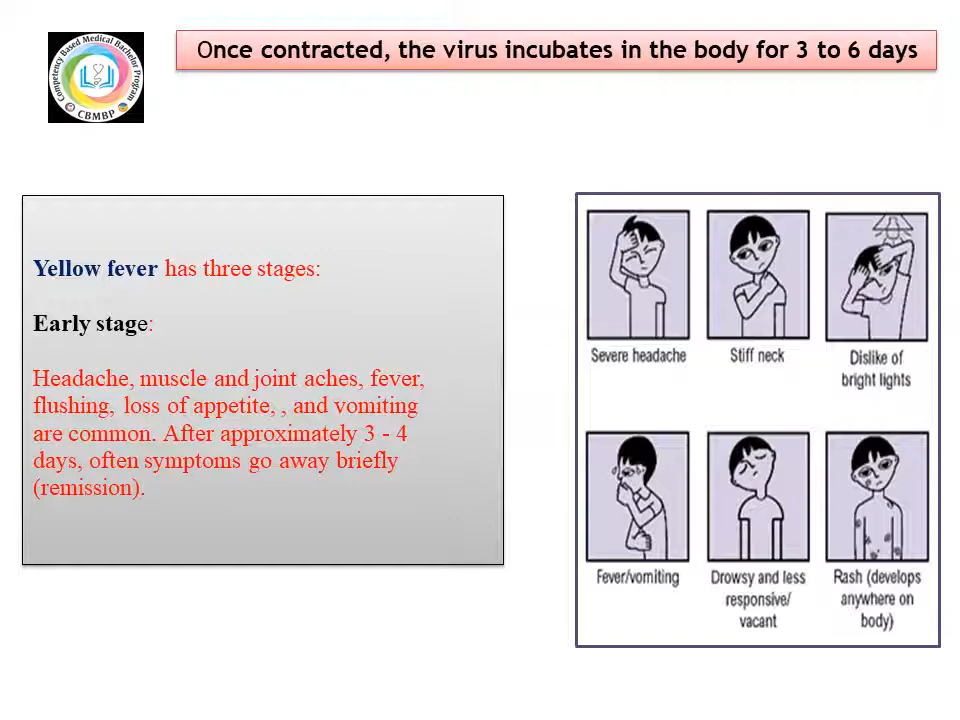 Once contracted, the virus incubates in the body for 3 to 6 days
Competency Based Medical Bachelor Program
CBMBP
Yellow fever has three stages:
Early stage:
Headache, muscle and joint aches, fever,
flushing, loss of appetite, , and vomiting
are common. After approximately 3 - 4
days, often symptoms go away briefly
(remission).
Severe headache
Stiff neck
Dislike of
bright lights
Fever/vomiting
Drowsy and less
responsive/
vacant
Rash (develops
anywhere on
body)